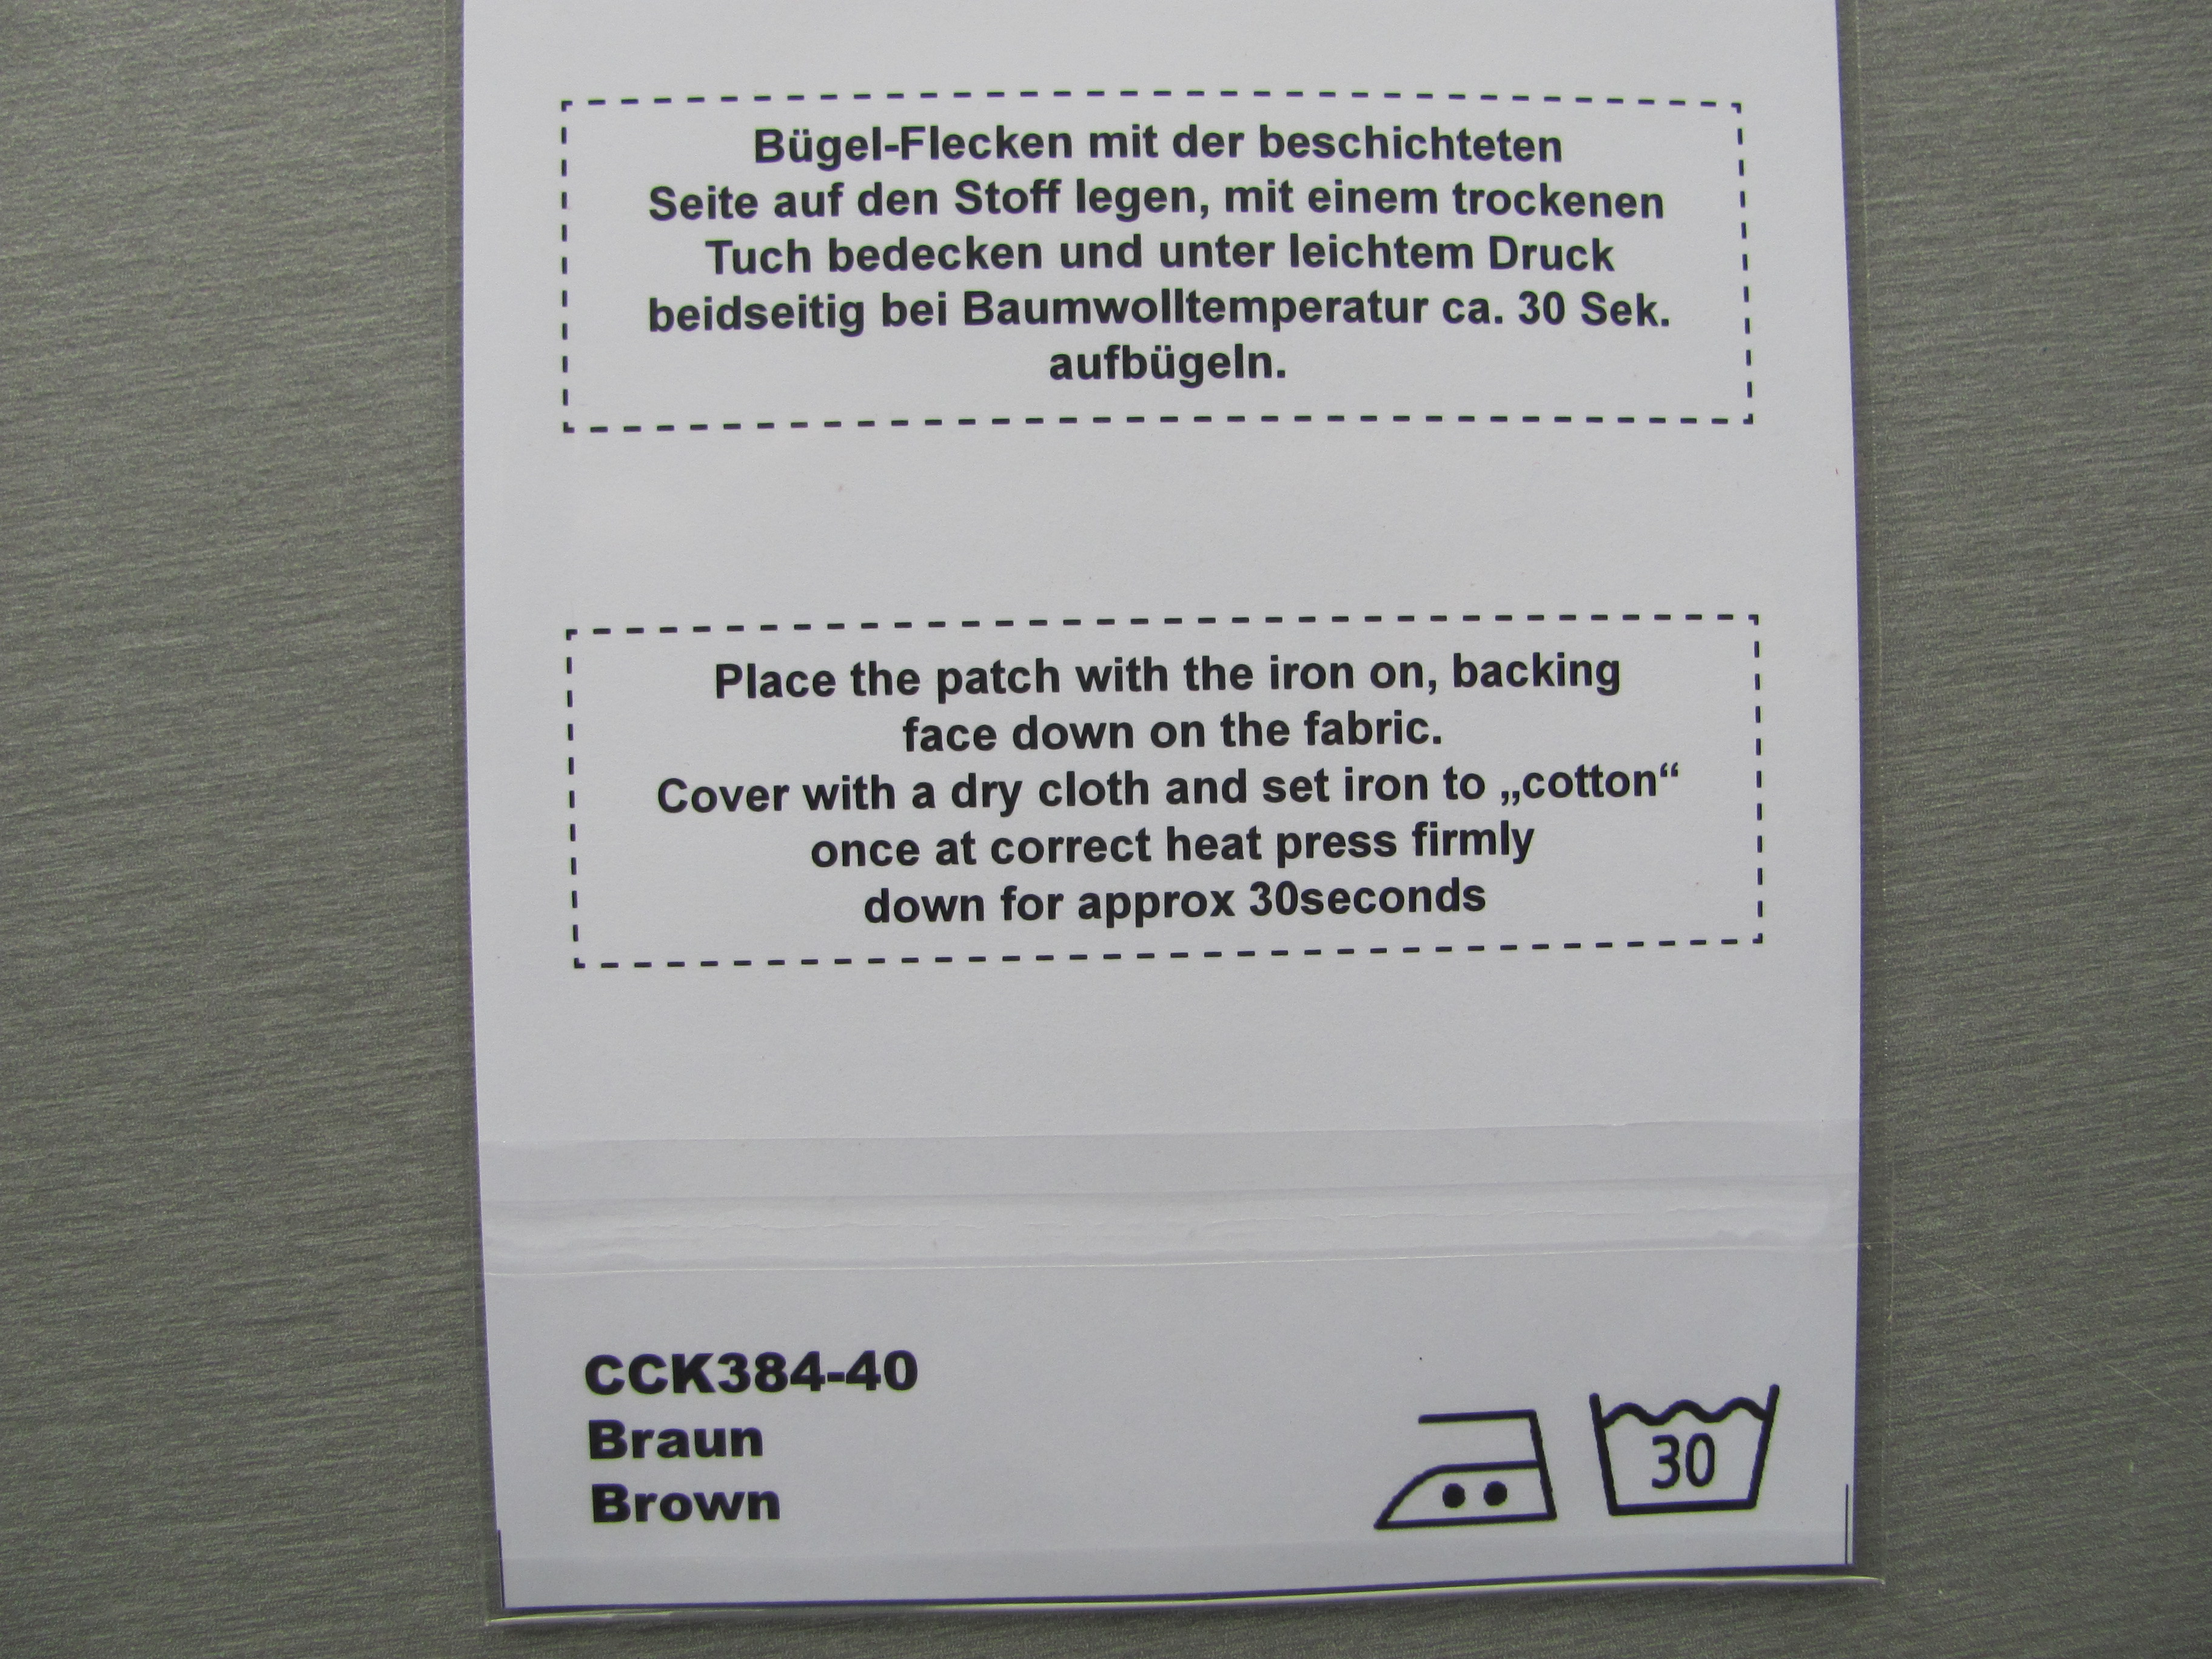 Bügel-Flecken mit der beschichteten
Seite auf den Stoff legen, mit einem trockenen
Tuch bedecken und unter leichtem Druck
beidseitig bei Baumwolltemperatur ca. 30 Sek.
aufbügeln.
Place the patch with the iron on, backing
face down on the fabric.
Cover with a dry cloth and set iron to „cotton“
once at correct heat press firmly
down for approx 30seconds
CCK384-40
Braun
Brown
30